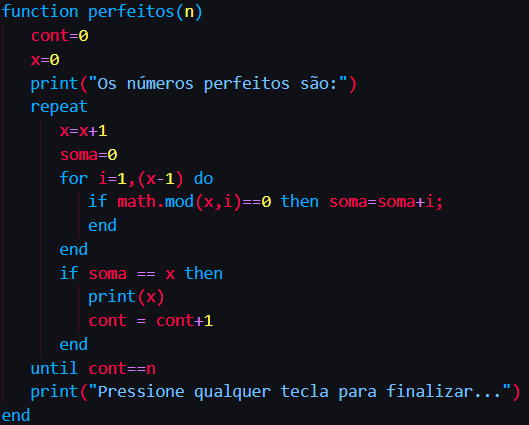 function perfeitos(n)
cont=0
x=0
print("Os números perfeitos são:")
repeat
x=x+1
soma=0
for i=1,(x-1) do
if math.mod(x,i)==0 then soma=soma+i;
end
end
if soma == x then
print(x)
cont = cont+1
end
until cont==n
print("Pressione qualquer tecla para finalizar...")
end